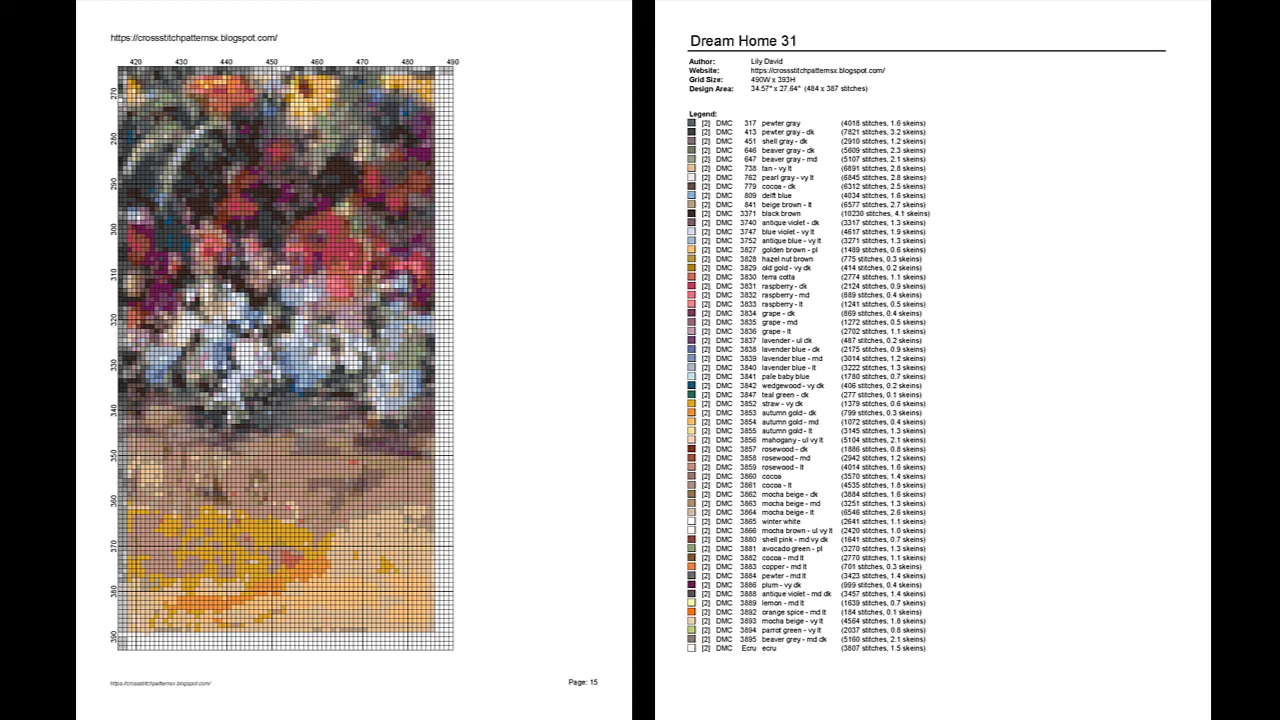 https://crossstitchpatternsx.blogspot.com/
420 430 440 450 460 470 480 490
270
280
290
300
310
320
330
340
350
360
370
380
390
https://crossstitchpatternsx.blogspot.com/
Page: 15
Dream Home 31
Author: Lily David
Website: https://crossstitchpatternsx.blogspot.com/
Grid Size: 490W x 393H
Design Area: 34.57" x 27.64" (484 x 387 stitches)
Legend:
[2] DMC 317 pewter gray (4018 stitches, 1.6 skeins)
[2] DMC 413 pewter gray - dk (7821 stitches, 3.2 skeins)
[2] DMC 451 shell gray - dk (2910 stitches, 1.2 skeins)
[2] DMC 646 beaver gray - dk (5609 stitches, 2.3 skeins)
[2] DMC 647 beaver gray - md (5107 stitches, 2.1 skeins)
[2] DMC 738 tan - vy lt (6891 stitches, 2.8 skeins)
[2] DMC 762 pearl gray - vy lt (6845 stitches, 2.8 skeins)
[2] DMC 779 cocoa - dk (6312 stitches, 2.5 skeins)
[2] DMC 809 delft blue (4034 stitches, 1.6 skeins)
[2] DMC 841 beige brown - lt (6577 stitches, 2.7 skeins)
[2] DMC 3371 black brown (10230 stitches, 4.1 skeins)
[2] DMC 3740 antique violet - dk (3317 stitches, 1.3 skeins)
[2] DMC 3747 blue violet - vy lt (4617 stitches, 1.9 skeins)
[2] DMC 3752 antique blue - vy lt (3271 stitches, 1.3 skeins)
[2] DMC 3827 golden brown - pl (1489 stitches, 0.6 skeins)
[2] DMC 3828 hazel nut brown (775 stitches, 0.3 skeins)
[2] DMC 3829 old gold - vy dk (414 stitches, 0.2 skeins)
[2] DMC 3830 terra cotta (2774 stitches, 1.1 skeins)
[2] DMC 3831 raspberry - dk (2124 stitches, 0.9 skeins)
[2] DMC 3832 raspberry - md (889 stitches, 0.4 skeins)
[2] DMC 3833 raspberry - lt (1241 stitches, 0.5 skeins)
[2] DMC 3834 grape - dk (869 stitches, 0.4 skeins)
[2] DMC 3835 grape - md (1272 stitches, 0.5 skeins)
[2] DMC 3836 grape - lt (2702 stitches, 1.1 skeins)
[2] DMC 3837 lavender - ul dk (487 stitches, 0.2 skeins)
[2] DMC 3838 lavender blue - dk (2175 stitches, 0.9 skeins)
[2] DMC 3839 lavender blue - md (3014 stitches, 1.2 skeins)
[2] DMC 3840 lavender blue - lt (3222 stitches, 1.3 skeins)
[2] DMC 3841 pale baby blue (1780 stitches, 0.7 skeins)
[2] DMC 3842 wedgewood - vy dk (406 stitches, 0.2 skeins)
[2] DMC 3847 teal green - dk (277 stitches, 0.1 skeins)
[2] DMC 3852 straw - vy dk (1379 stitches, 0.6 skeins)
[2] DMC 3853 autumn gold - dk (799 stitches, 0.3 skeins)
[2] DMC 3854 autumn gold - md (1072 stitches, 0.4 skeins)
[2] DMC 3855 autumn gold - lt (3145 stitches, 1.3 skeins)
[2] DMC 3856 mahogany - ul vy lt (5104 stitches, 2.1 skeins)
[2] DMC 3857 rosewood - dk (1886 stitches, 0.8 skeins)
[2] DMC 3858 rosewood - md (2942 stitches, 1.2 skeins)
[2] DMC 3859 rosewood - lt (4014 stitches, 1.6 skeins)
[2] DMC 3860 cocoa (3570 stitches, 1.4 skeins)
[2] DMC 3861 cocoa - lt (4535 stitches, 1.8 skeins)
[2] DMC 3862 mocha beige - dk (3884 stitches, 1.6 skeins)
[2] DMC 3863 mocha beige - md (3251 stitches, 1.3 skeins)
[2] DMC 3864 mocha beige - lt (6546 stitches, 2.6 skeins)
[2] DMC 3865 winter white (2641 stitches, 1.1 skeins)
[2] DMC 3866 mocha brown - ul vy lt (2420 stitches, 1.0 skeins)
[2] DMC 3880 shell pink - md vy dk (1641 stitches, 0.7 skeins)
[2] DMC 3881 avocado green - pl (3270 stitches, 1.3 skeins)
[2] DMC 3882 cocoa - md lt (2770 stitches, 1.1 skeins)
[2] DMC 3883 copper - md lt (701 stitches, 0.3 skeins)
[2] DMC 3884 pewter - md lt (3423 stitches, 1.4 skeins)
[2] DMC 3886 plum - vy dk (999 stitches, 0.4 skeins)
[2] DMC 3888 antique violet - md dk (3457 stitches, 1.4 skeins)
[2] DMC 3889 lemon - md lt (1639 stitches, 0.7 skeins)
[2] DMC 3892 orange spice - md lt (184 stitches, 0.1 skeins)
[2] DMC 3893 mocha beige - vy lt (4564 stitches, 1.8 skeins)
[2] DMC 3894 parrot green - vy lt (2037 stitches, 0.8 skeins)
[2] DMC 3895 beaver grey - md dk (5160 stitches, 2.1 skeins)
[2] DMC Ecru ecru (3807 stitches, 1.5 skeins)